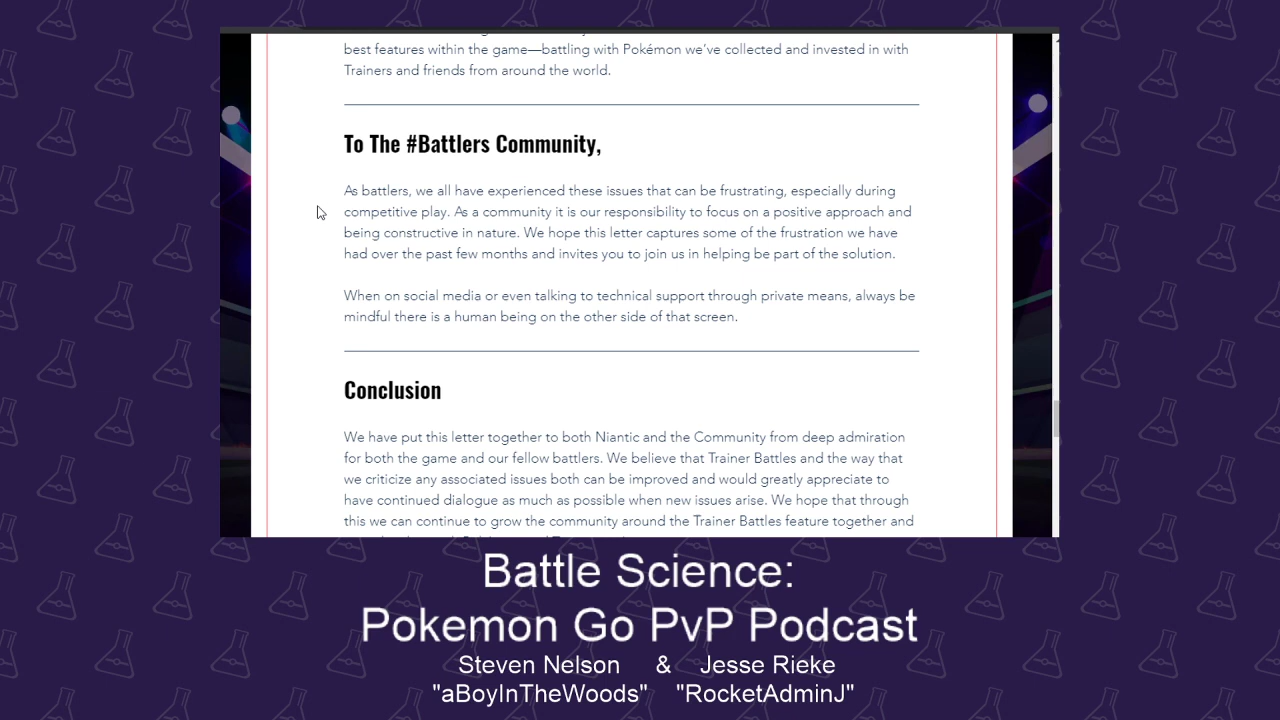 best features within the game—battling with Pokémon we've collected and invested in with
Trainers and friends from around the world.
To The #Battlers Community,
As battlers, we all have experienced these issues that can be frustrating, especially during
competitive play. As a community it is our responsibility to focus on a positive approach and
being constructive in nature. We hope this letter captures some of the frustration we have
had over the past few months and invites you to join us in helping be part of the solution.
When on social media or even talking to technical support through private means, always be
mindful there is a human being on the other side of that screen.
Conclusion
We have put this letter together to both Niantic and the Community from deep admiration
for both the game and our fellow battlers. We believe that Trainer Battles and the way that
we criticize any associated issues both can be improved and would greatly appreciate to
have continued dialogue as much as possible when new issues arise. We hope that through
this we can continue to grow the community around the Trainer Battles feature together and
Battle Science:
Pokemon Go PvP Podcast
Steven Nelson & Jesse Rieke
"aBoyInTheWoods" "RocketAdminJ"